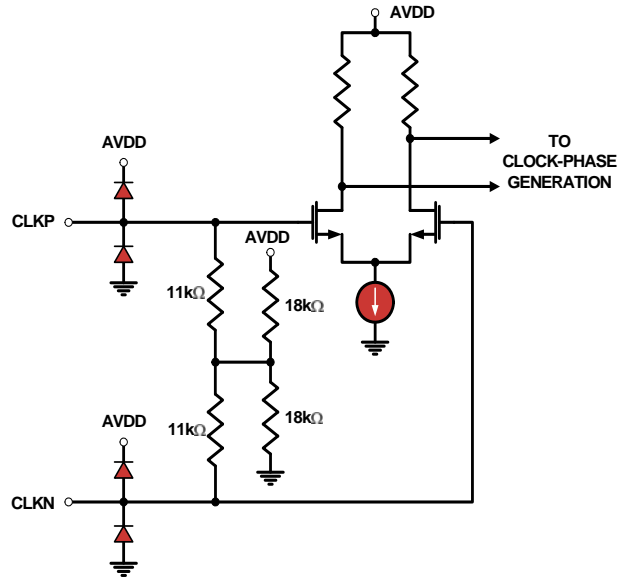 AVDD
AVDD
TO
CLOCK-PHASE
GENERATION
CLKP
AVDD
11kΩ
18kΩ
11kΩ
18kΩ
AVDD
CLKN